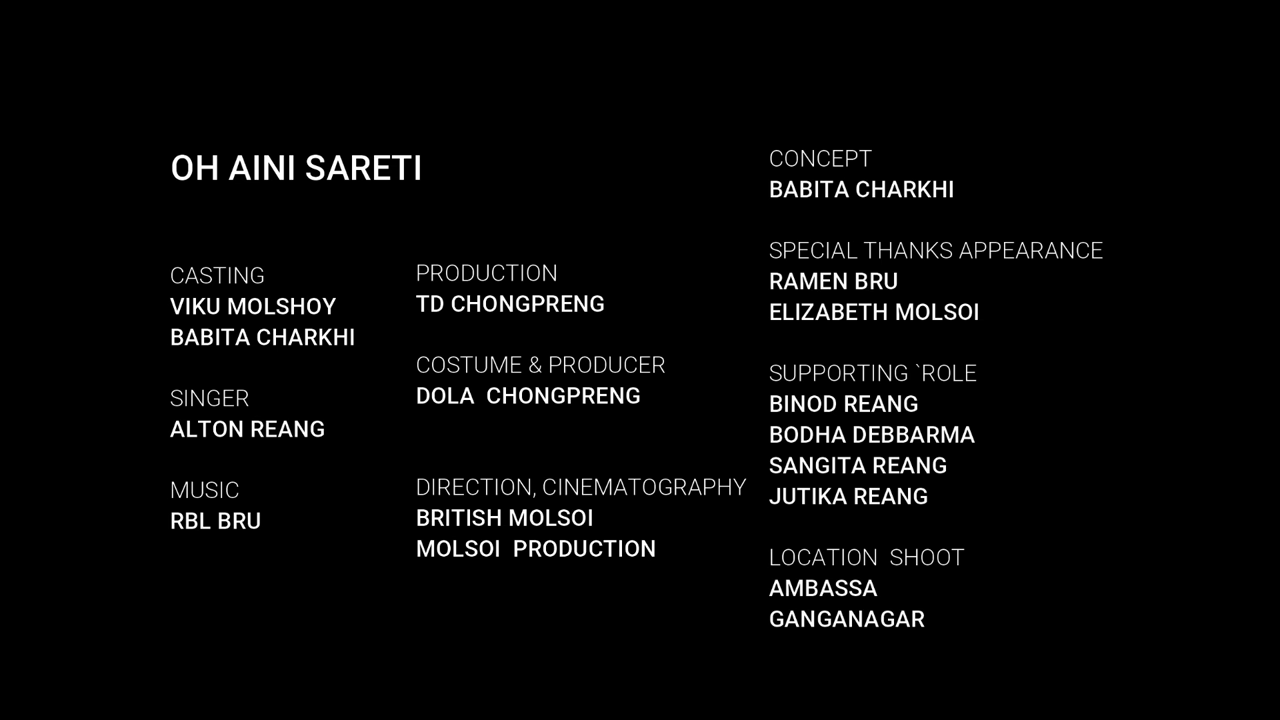 OH AINI SARETI
CASTING
VIKU MOLSHOY
BABITA CHARKHI
SINGER
ALTON REANG
MUSIC
RBL BRU
PRODUCTION
TD CHONGPRENG
COSTUME & PRODUCER
DOLA  CHONGPRENG
DIRECTION, CINEMATOGRAPHY
BRITISH MOLSOI
MOLSOI  PRODUCTION
CONCEPT
BABITA CHARKHI
SPECIAL THANKS APPEARANCE
RAMEN BRU
ELIZABETH MOLSOI
SUPPORTING `ROLE
BINOD REANG
BODHA DEBBARMA
SANGITA REANG
JUTIKA REANG
LOCATION  SHOOT
AMBASSA
GANGANAGAR